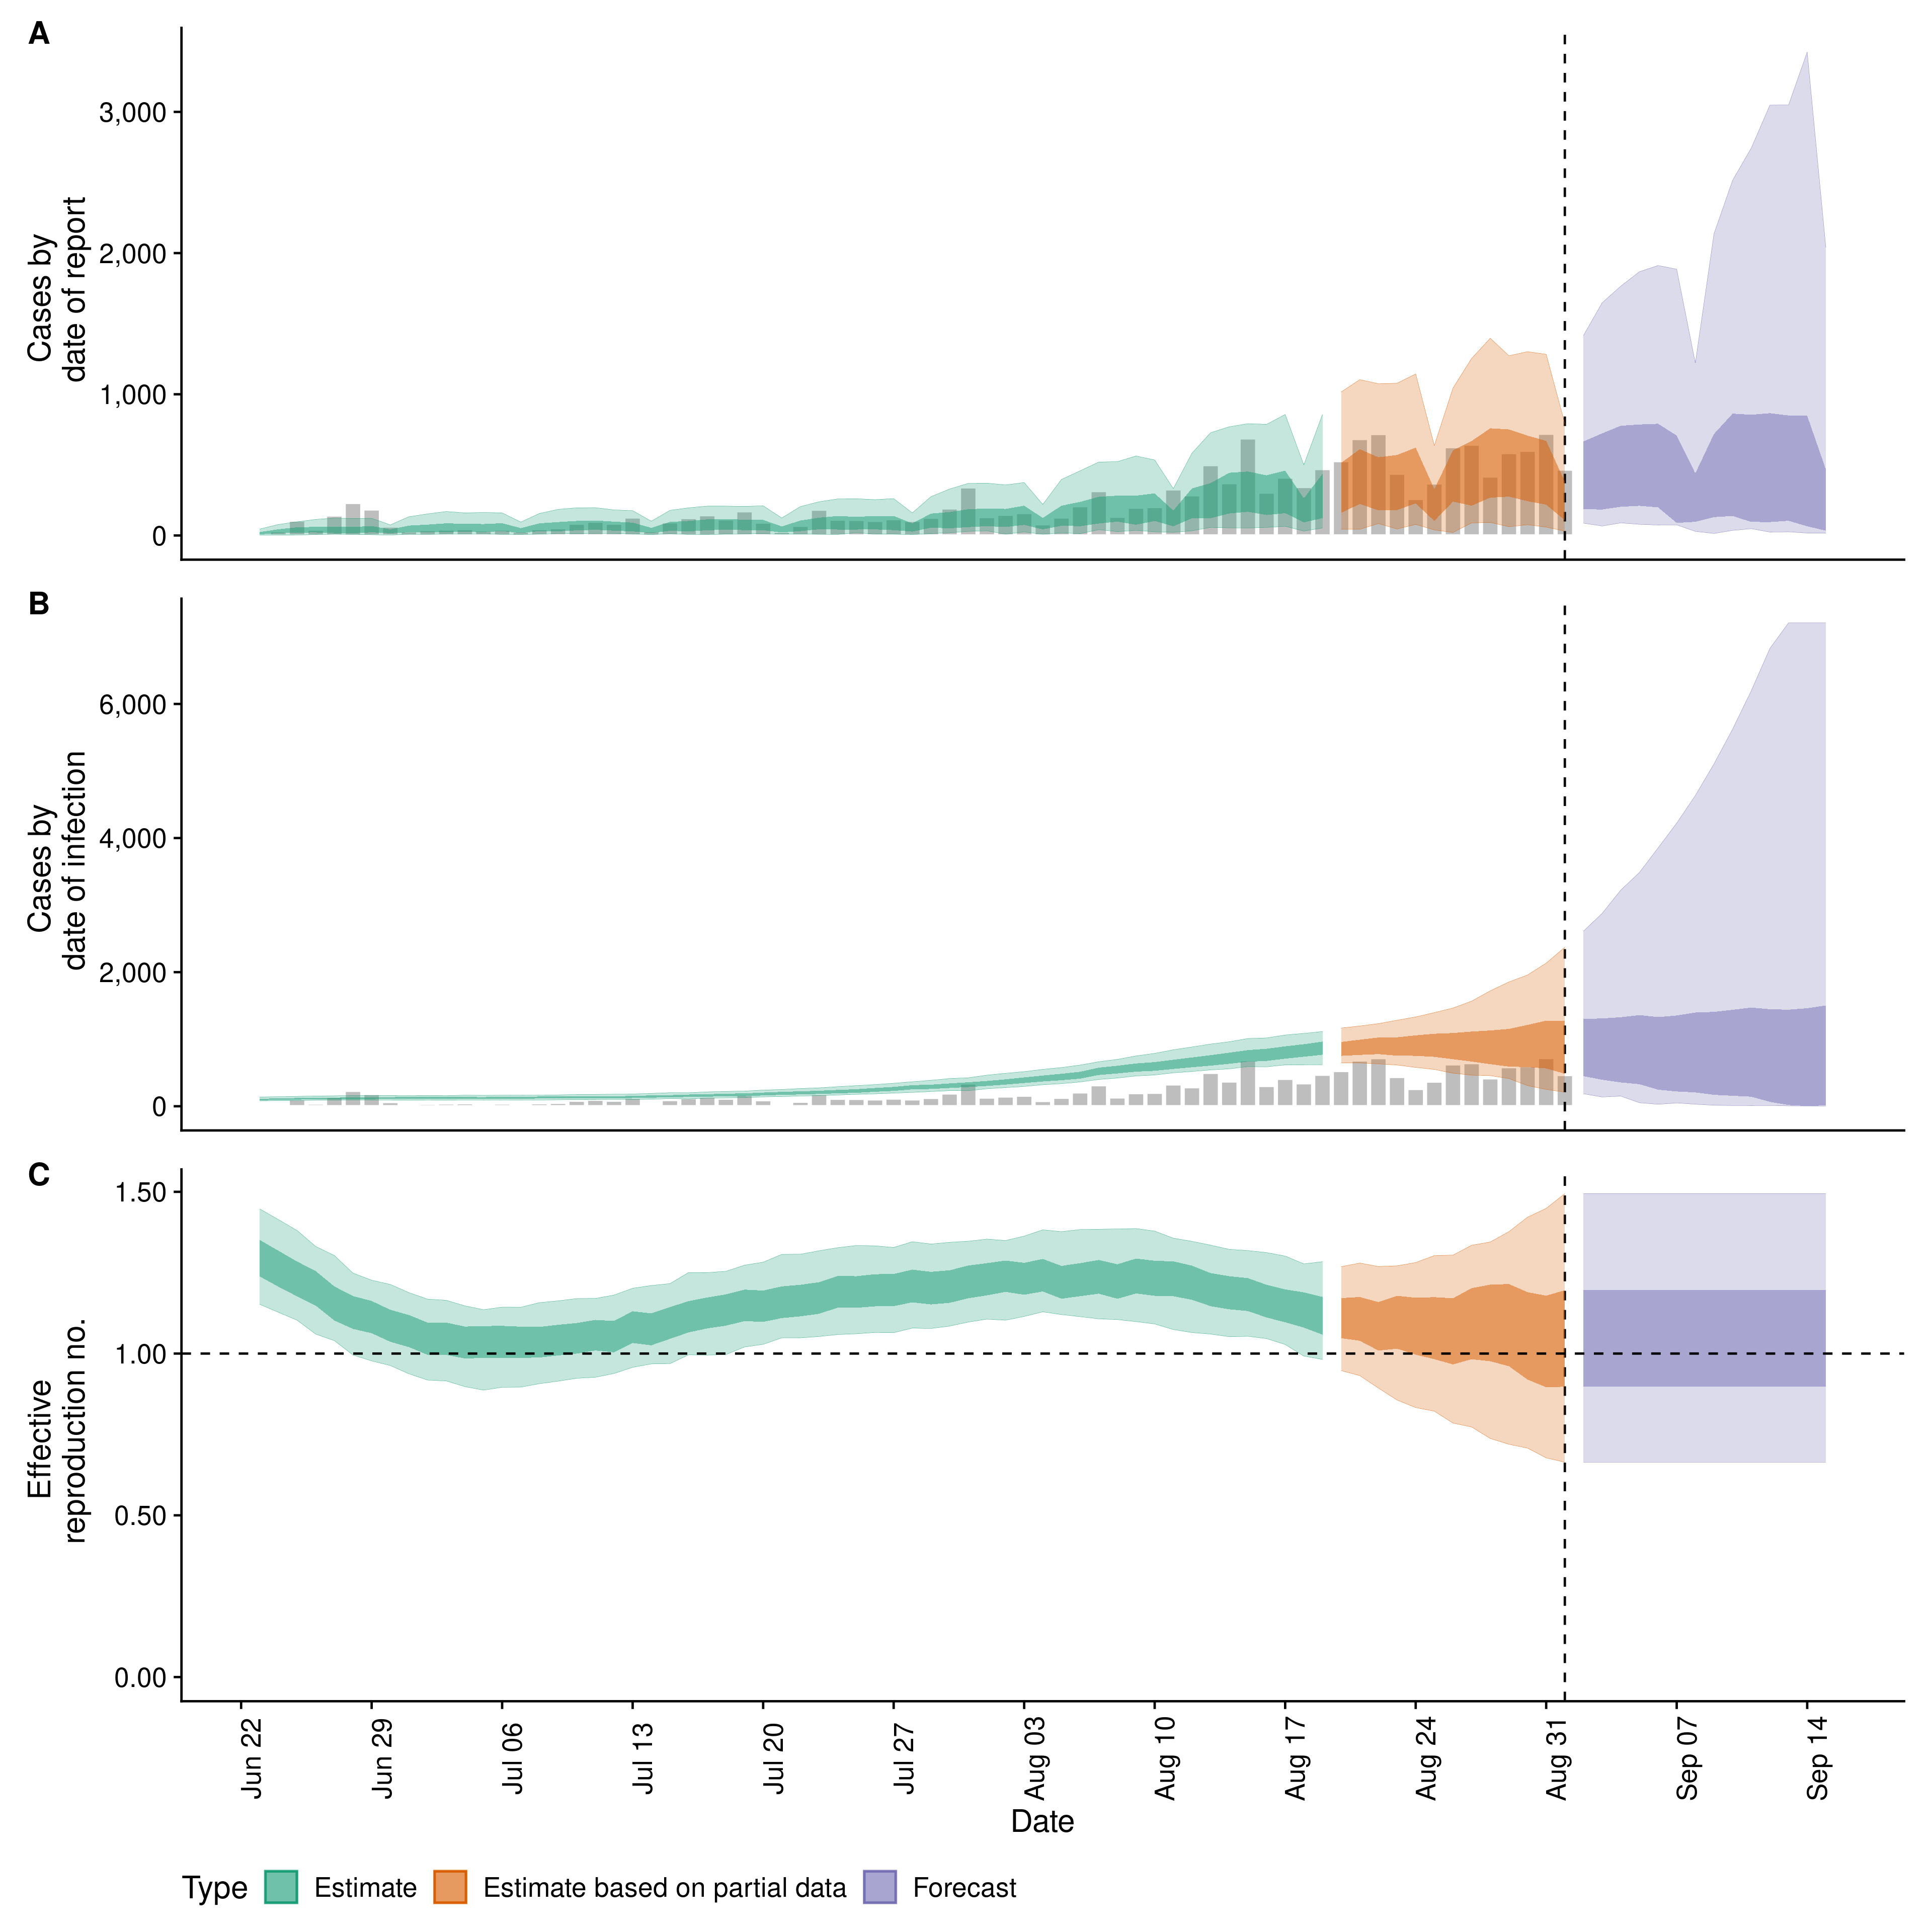 A
Cases by
date of report
3,000
2,000
1,000
0
B
Cases by
date of infection
6,000
4,000
2,000
0
C
Effective
reproduction no.
1.50
1.00
0.50
0.00
Jun 22
Jun 29
Jul 06
Jul 13
Jul 20
Jul 27
Aug 03
Aug 10
Aug 17
Aug 24
Aug 31
Sep 07
Sep 14
Date
Type Estimate Estimate based on partial data Forecast